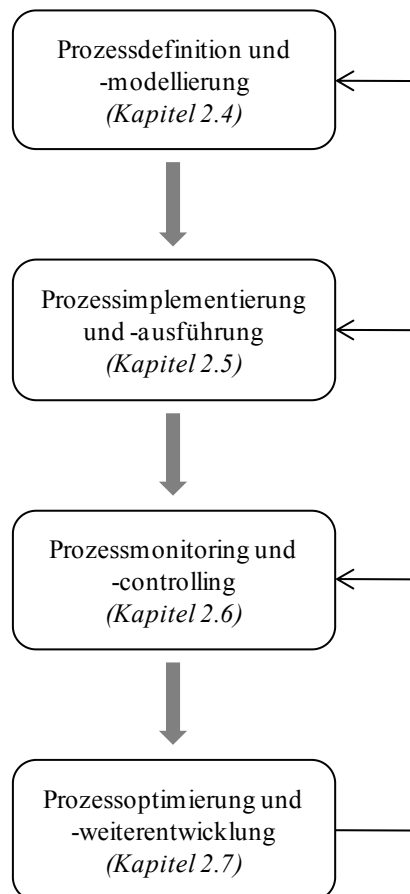 Prozessdefinition und
-modellierung
(Kapitel 2.4)
Prozessimplementierung
und -ausführung
(Kapitel 2.5)
Prozessmonitoring und
-controlling
(Kapitel 2.6)
Prozessoptimierung und
-weiterentwicklung
(Kapitel 2.7)